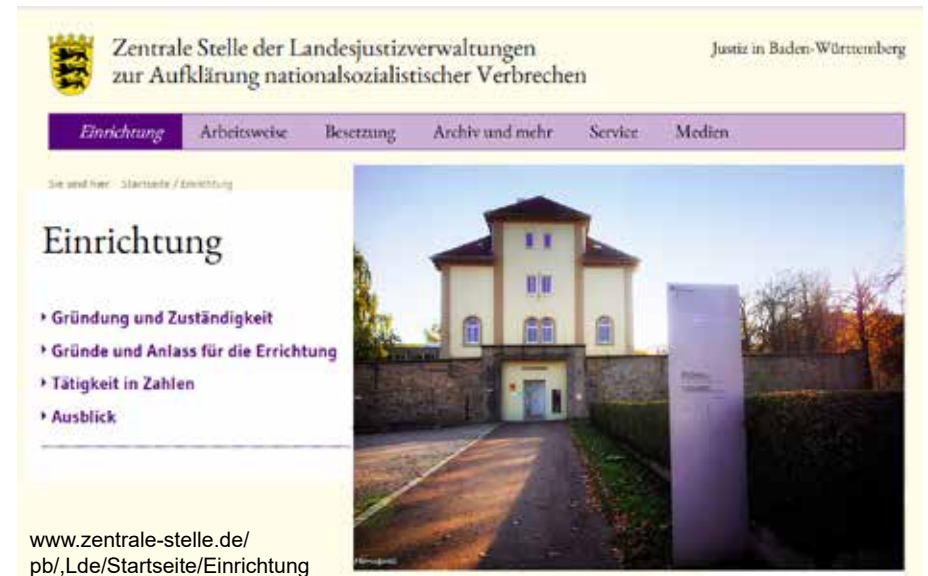 Zentrale Stelle der Landesjustizverwaltungen
zur Aufklärung nationalsozialistischer Verbrechen
Justiz in Baden-Württemberg
Einrichtung Arbeitsweise Besetzung Archiv und mehr Service Medien
Sie sind hier: Startseite / Einrichtung
Einrichtung
Gründung und Zuständigkeit
Gründe und Anlass für die Errichtung
Tätigkeit in Zahlen
Ausblick
www.zentrale-stelle.de/
pb/,Lde/Startseite/Einrichtung